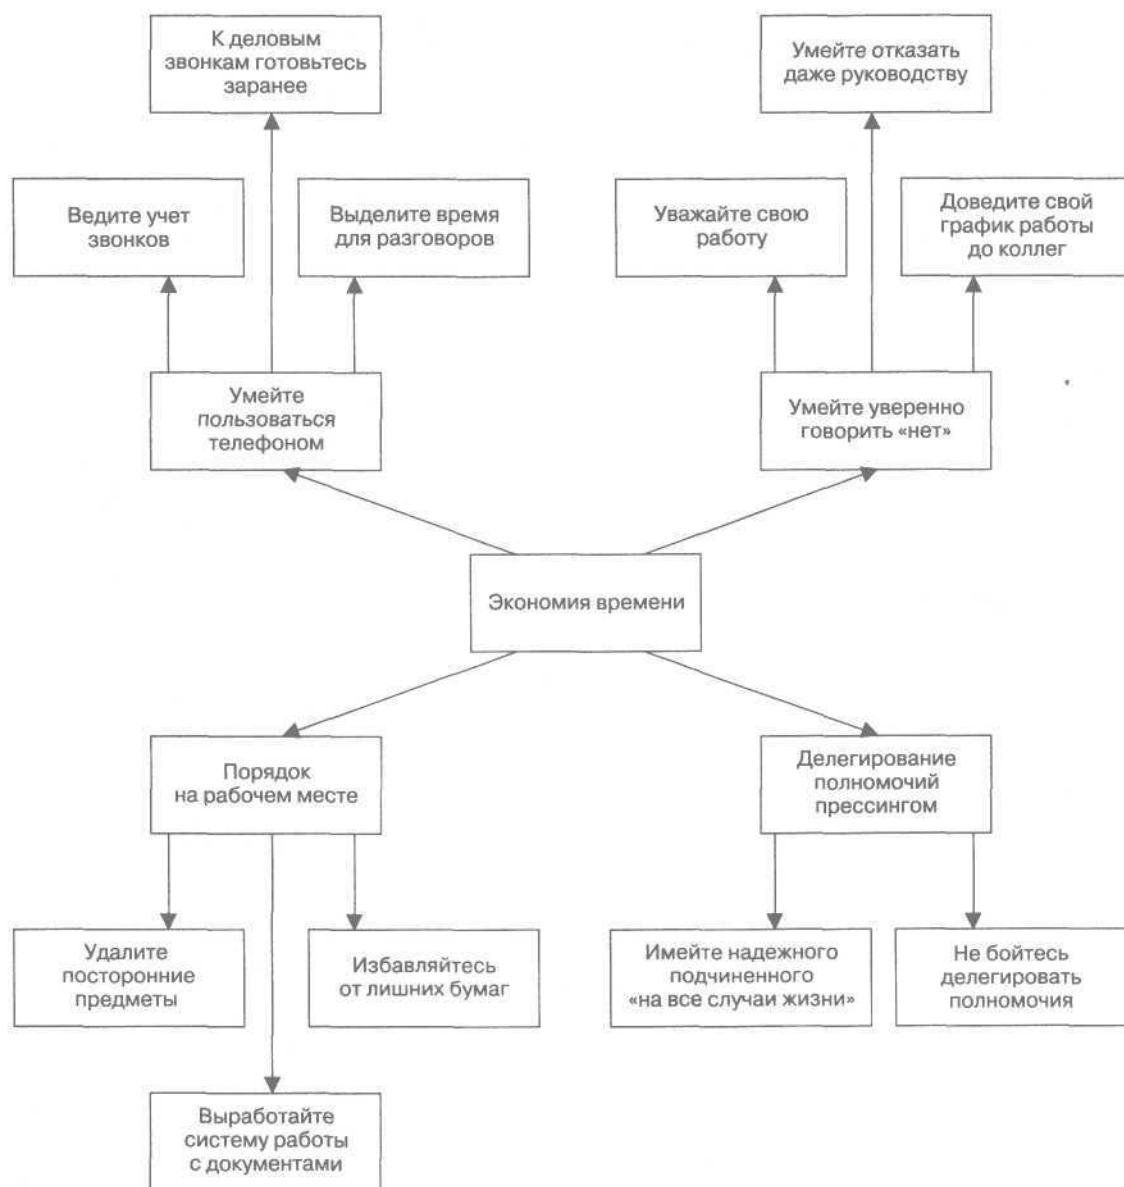 К деловым
звонкам готовьтесь
заранее
Умейте отказать
даже руководству
Ведите учет
звонков
Выделите время
для разговоров
Уважайте свою
работу
Доведите свой
график работы
до коллег
Умейте
пользоваться
телефоном
Умейте уверенно
говорить «нет»
Экономия времени
Порядок
на рабочем месте
Делегирование
полномочий
прессингом
Удалите
посторонние
предметы
Избавляйтесь
от лишних бумаг
Имейте надежного
подчиненного
«на все случаи жизни»
Не бойтесь
делегировать
полномочия
Выработайте
систему работы
с документами